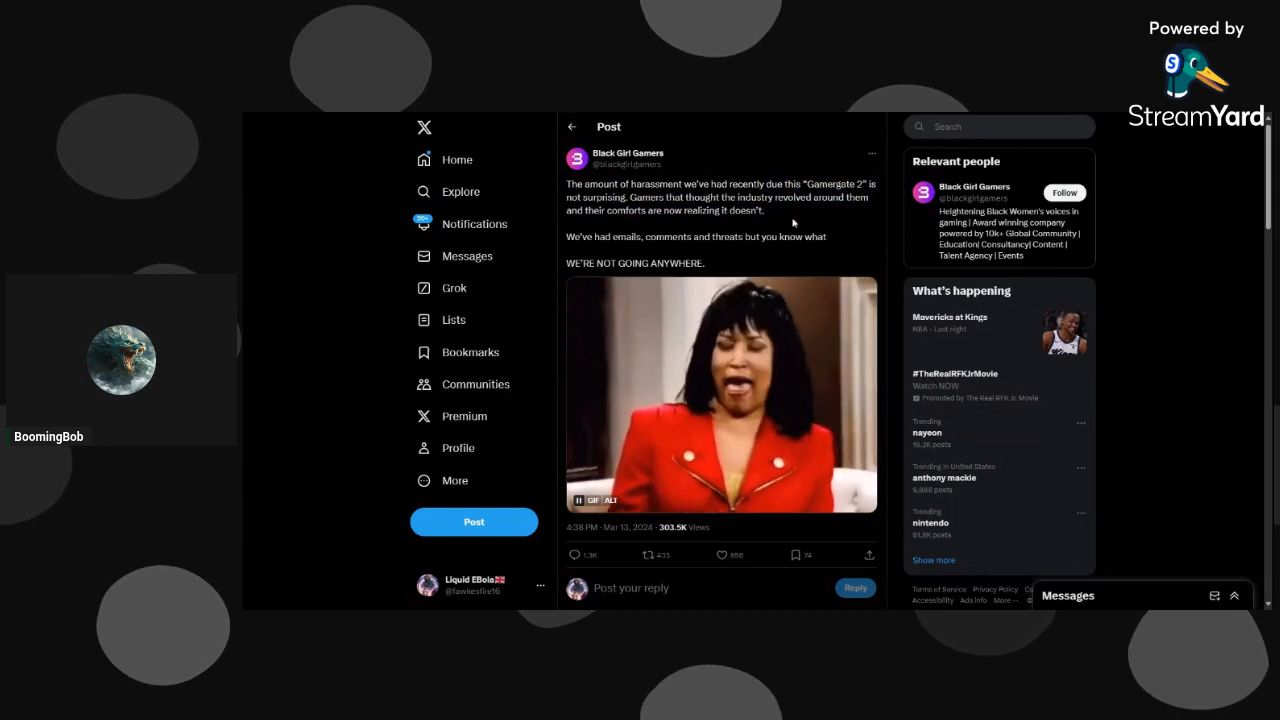 Powered by
S
StreamYard
Post
Search
Black Girl Gamers
@blackgirlgamers
The amount of harassment we've had recently due this "Gamergate 2" is
not surprising. Gamers that thought the industry revolved around them
and their comforts are now realizing it doesn't.
We've had emails, comments and threats but you know what
WE'RE NOT GOING ANYWHERE.
GIF ALT
4:38 PM · Mar 13, 2024 · 303.5K Views
1.3K 433 656 74
Post your reply
Reply
Home
Explore
20+
Notifications
Messages
Grok
Lists
Bookmarks
Communities
Premium
Profile
More
Post
Liquid EBola
@fawkesfire16
Relevant people
Black Girl Gamers
@blackgirlgamers
Follow
Heightening Black Women's voices in
gaming | Award winning company
powered by 10k+ Global Community |
Education| Consultancy| Content |
Talent Agency | Events
What's happening
Mavericks at Kings
NBA · Last night
#TheRealRFKJrMovie
Watch NOW
Promoted by The Real RFK Jr. Movie
Trending
nayeon
15.2K posts
Trending in United States
anthony mackie
9,888 posts
Trending
nintendo
61.8K posts
Show more
Terms of Service Privacy Policy
Accessibility Ads info More ···
Messages
BoomingBob